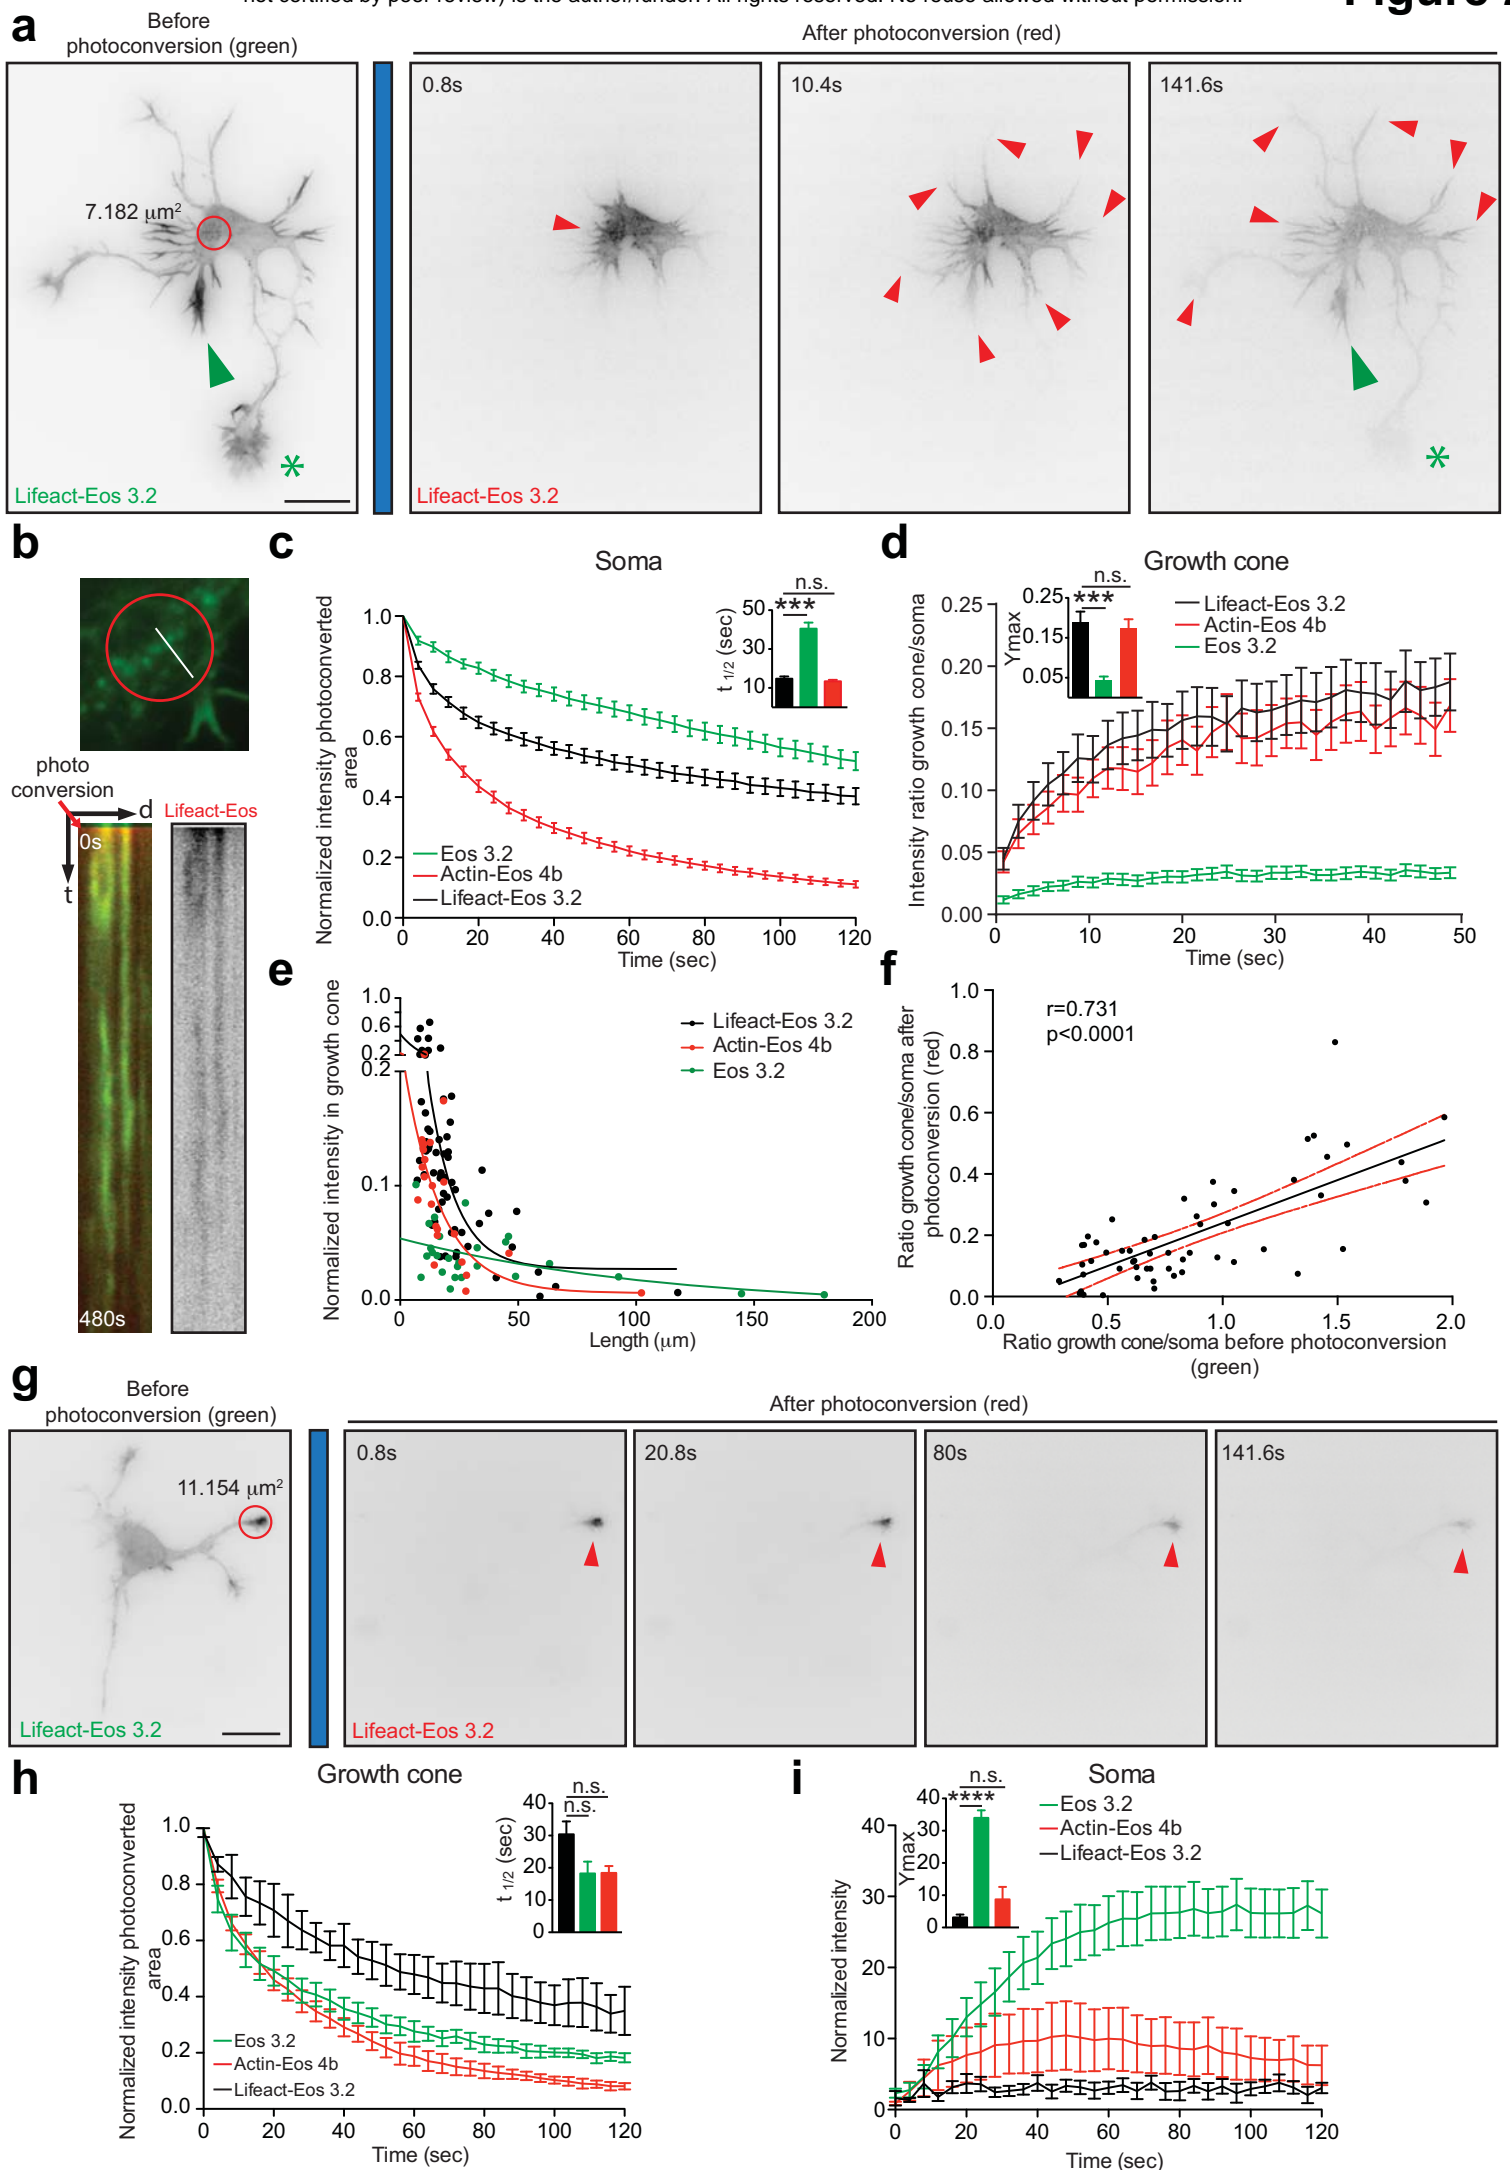 not certified by peer review) is the author/funder. All rights reserved. No reuse allowed without permission.
a
Before
photoconversion (green)
After photoconversion (red)
7.182 μm²
Lifeact-Eos 3.2
*
0.8s
Lifeact-Eos 3.2
10.4s
141.6s
*
b
photo
conversion
d
t
0s
480s
Lifeact-Eos
c
Soma
Normalized intensity photoconverted
area
1.0
0.8
0.6
0.4
0.2
0.0
0
20
40
60
80
100
120
Time (sec)
Eos 3.2
Actin-Eos 4b
Lifeact-Eos 3.2
t 1/2 (sec)
50
30
10
n.s.
***
d
Growth cone
Intensity ratio growth cone/soma
0.25
0.20
0.15
0.10
0.05
0.00
0
10
20
30
40
50
Time (sec)
Lifeact-Eos 3.2
Actin-Eos 4b
Eos 3.2
Ymax
0.25
0.15
0.05
n.s.
***
e
Normalized intensity in growth cone
1.0
0.6
0.2
0.2
0.1
0.0
0
50
100
150
200
Length (μm)
Lifeact-Eos 3.2
Actin-Eos 4b
Eos 3.2
f
Ratio growth cone/soma after
photoconversion (red)
1.0
0.8
0.6
0.4
0.2
0.0
0.0
0.5
1.0
1.5
2.0
r=0.731
p<0.0001
Ratio growth cone/soma before photoconversion
(green)
g
Before
photoconversion (green)
After photoconversion (red)
11.154 μm²
Lifeact-Eos 3.2
0.8s
Lifeact-Eos 3.2
20.8s
80s
141.6s
h
Growth cone
Normalized intensity photoconverted
area
1.0
0.8
0.6
0.4
0.2
0.0
0
20
40
60
80
100
120
Time (sec)
Eos 3.2
Actin-Eos 4b
Lifeact-Eos 3.2
t 1/2 (sec)
40
30
20
10
0
n.s.
n.s.
i
Soma
Normalized intensity
40
30
20
10
0
0
20
40
60
80
100
120
Time (sec)
Eos 3.2
Actin-Eos 4b
Lifeact-Eos 3.2
Ymax
40
30
20
10
0
n.s.
****